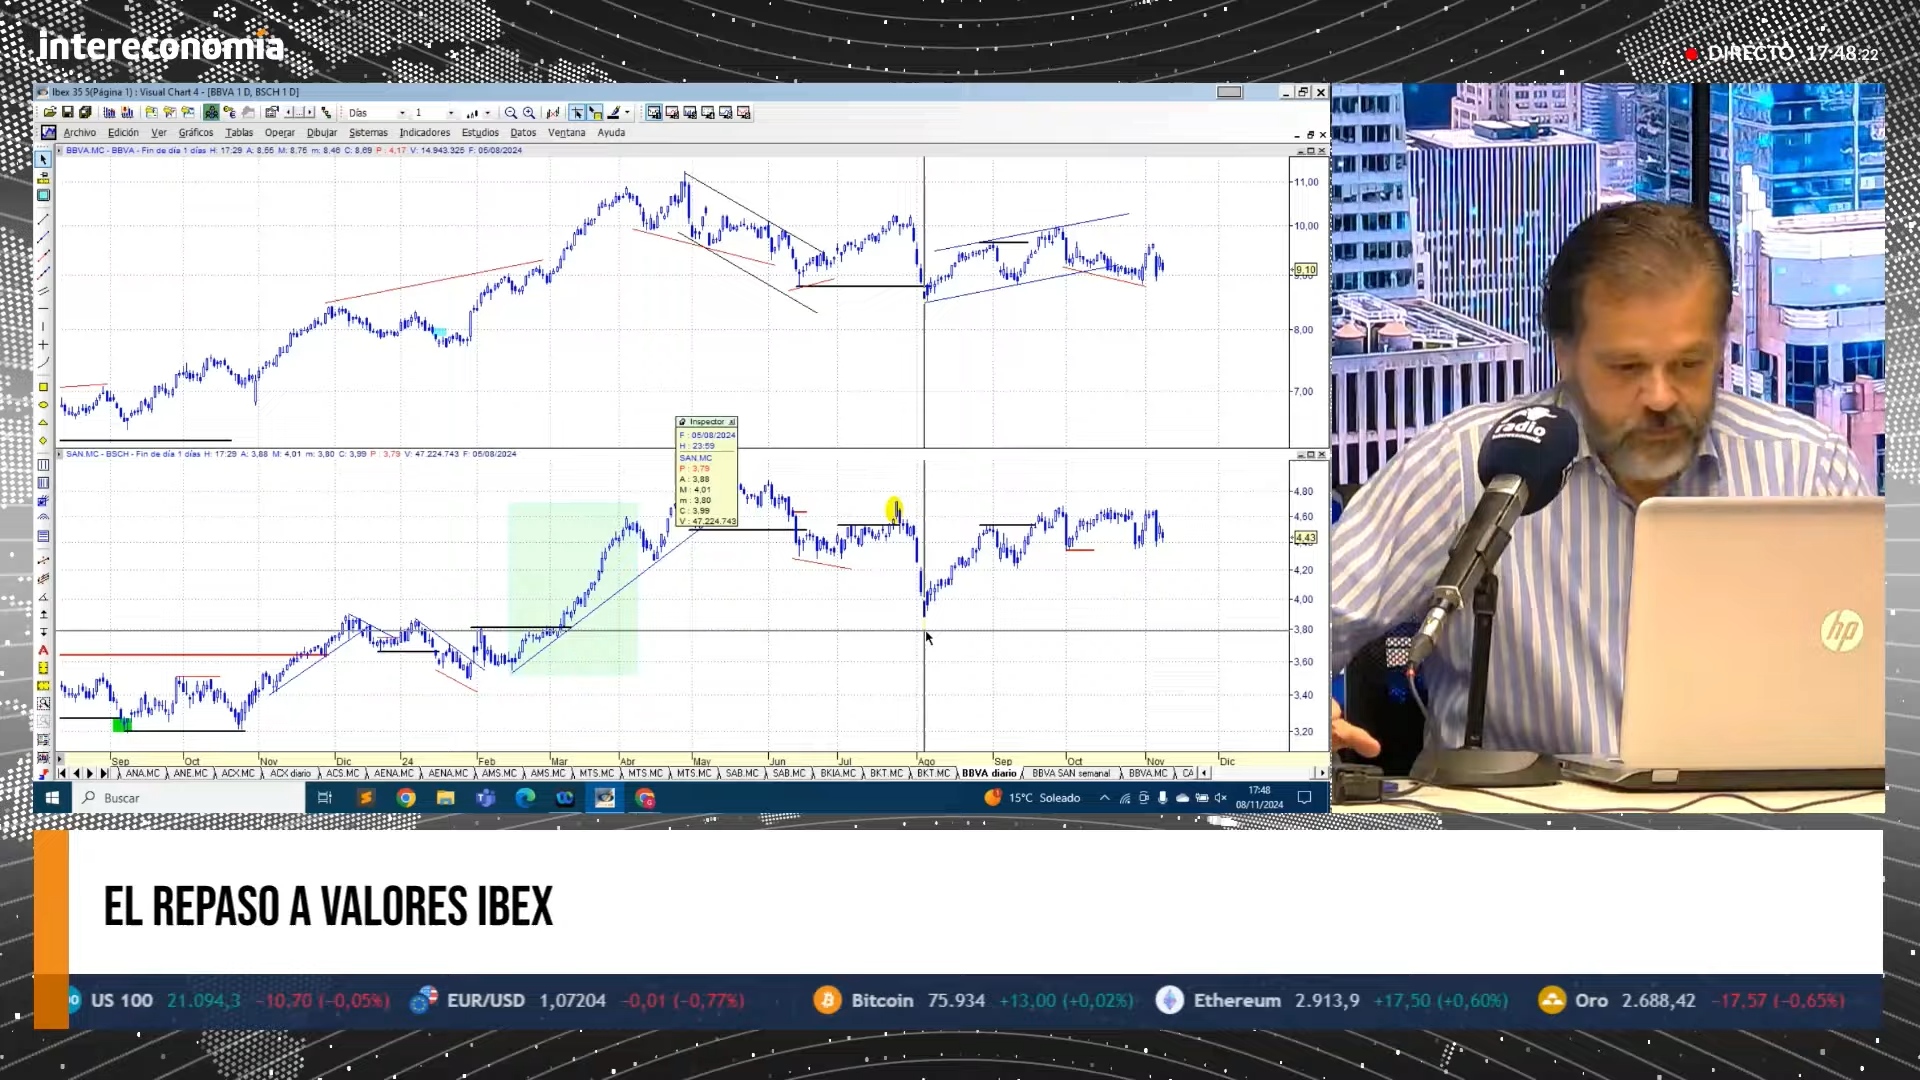 intereconomia
DIRECTO 17:48:22
Ibex 35 5(Página 1) : Visual Chart 4 - [BBVA 1 D, BSCH 1 D]
Días 1
Archivo Edición Ver Gráficos Tablas Operar Dibujar Sistemas Indicadores Estudios Datos Ventana Ayuda
BBVA.MC - BBVA - Fin de día 1 días H: 17:29 A: 8,55 M: 8,76 m: 8,46 C: 8,69 P: 4,17 V: 14.943.325 F: 05/08/2024
11,00
10,00
9,10
9,00
8,00
7,00
SAN.MC - BSCH - Fin de día 1 días H: 17:29 A: 3,88 M: 4,01 m: 3,80 C: 3,99 P: 3,79 V: 47.224.743 F: 05/08/2024
Inspector
F : 05/08/2024
H : 23:59
SAN.MC
P : 3,79
A : 3,88
M : 4,01
m : 3,80
C : 3,99
V : 47.224.743
4,80
4,60
4,43
4,20
4,00
3,80
3,60
3,40
3,20
Sep Oct Nov Dic 24 Feb Mar Abr May Jun Jul Ago Sep Oct Nov Dic
ANA.MC ANE.MC ACX.MC ACX diario ACS.MC AENA.MC AENA.MC AMS.MC AMS.MC MTS.MC MTS.MC MTS.MC SAB.MC SAB.MC BKIA.MC BKT.MC BKT.MC BBVA diario BBVA SAN semanal BBVA.MC CA
Buscar
15°C Soleado
17:48
08/11/2024
radio
intereconomia
hp
EL REPASO A VALORES IBEX
US 100 21.094,3 -10,70 (-0,05%) EUR/USD 1,07204 -0,01 (-0,77%) Bitcoin 75.934 +13,00 (+0,02%) Ethereum 2.913,9 +17,50 (+0,60%) Oro 2.688,42 -17,57 (-0,65%)